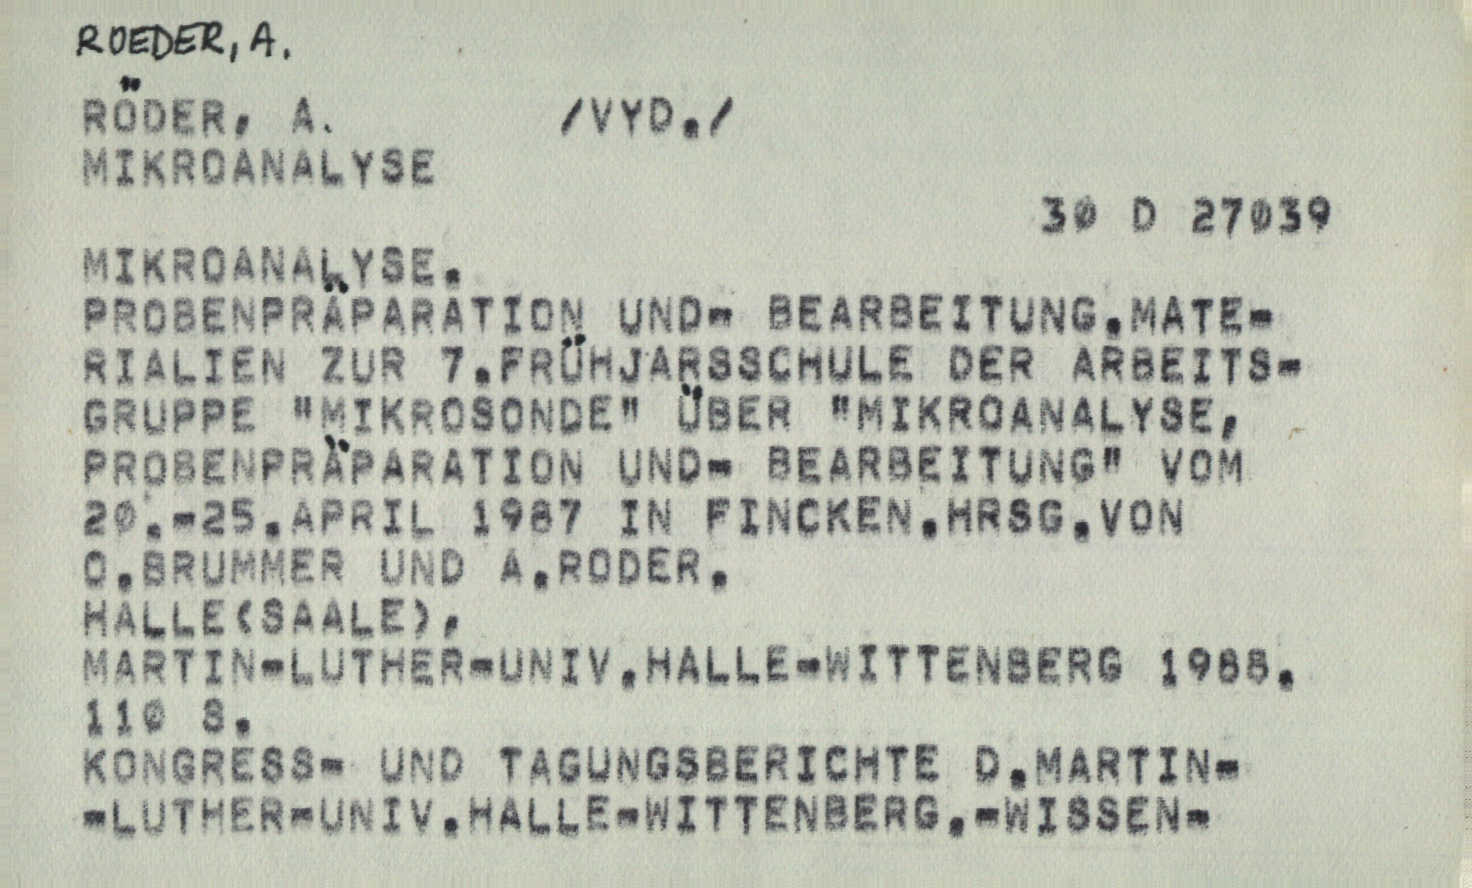 ROEDER, A.
RÖDER, A. /VYD./
MIKROANALYSE
30 D 27039
MIKROANALYSE.
PROBENPRÄPARATION UND- BEARBEITUNG.MATE-
RIALIEN ZUR 7.FRÜHJARSSCHULE DER ARBEITS-
GRUPPE "MIKROSONDE" ÜBER "MIKROANALYSE,
PROBENPRÄPARATION UND- BEARBEITUNG" VOM
20.-25.APRIL 1987 IN FINCKEN.HRSG.VON
O.BRUMMER UND A.RODER.
HALLE(SAALE),
MARTIN-LUTHER-UNIV.HALLE-WITTENBERG 1988.
110 S.
KONGRESS- UND TAGUNGSBERICHTE D.MARTIN-
-LUTHER-UNIV.HALLE-WITTENBERG.-WISSEN-